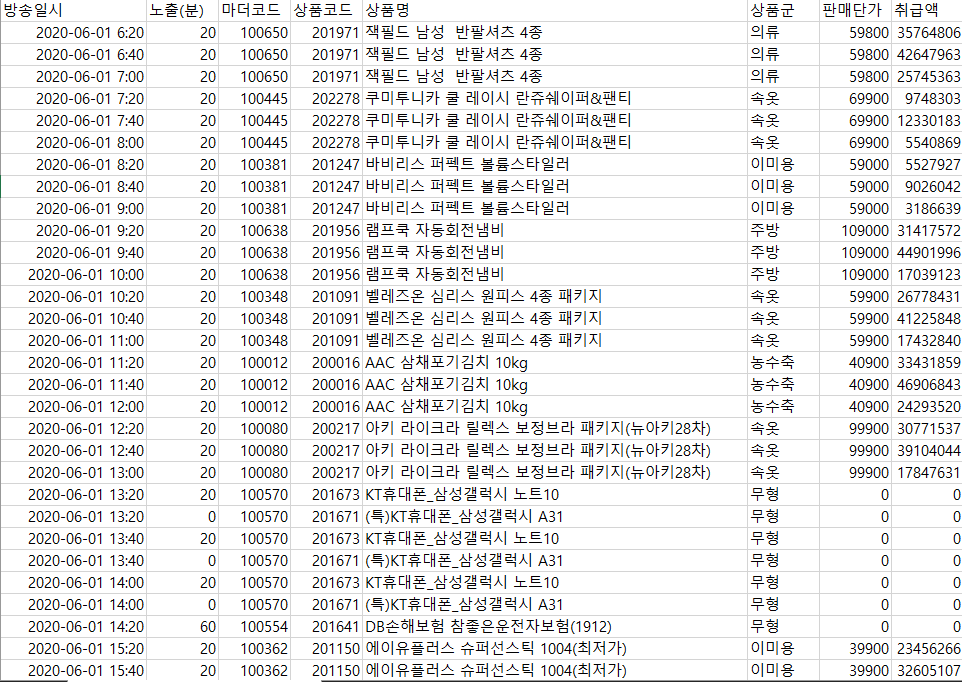 방송일시 노출(분) 마더코드 상품코드 상품명 상품군 판매단가 취급액
2020-06-01 6:20 20 100650 201971 잭필드 남성  반팔셔츠 4종 의류 59800 35764806
2020-06-01 6:40 20 100650 201971 잭필드 남성  반팔셔츠 4종 의류 59800 42647963
2020-06-01 7:00 20 100650 201971 잭필드 남성  반팔셔츠 4종 의류 59800 25745363
2020-06-01 7:20 20 100445 202278 쿠미투니카 쿨 레이시 란쥬쉐이퍼&팬티 속옷 69900 9748303
2020-06-01 7:40 20 100445 202278 쿠미투니카 쿨 레이시 란쥬쉐이퍼&팬티 속옷 69900 12330183
2020-06-01 8:00 20 100445 202278 쿠미투니카 쿨 레이시 란쥬쉐이퍼&팬티 속옷 69900 5540869
2020-06-01 8:20 20 100381 201247 바비리스 퍼펙트 볼륨스타일러 이미용 59000 5527927
2020-06-01 8:40 20 100381 201247 바비리스 퍼펙트 볼륨스타일러 이미용 59000 9026042
2020-06-01 9:00 20 100381 201247 바비리스 퍼펙트 볼륨스타일러 이미용 59000 3186639
2020-06-01 9:20 20 100638 201956 램프쿡 자동회전냄비 주방 109000 31417572
2020-06-01 9:40 20 100638 201956 램프쿡 자동회전냄비 주방 109000 44901996
2020-06-01 10:00 20 100638 201956 램프쿡 자동회전냄비 주방 109000 17039123
2020-06-01 10:20 20 100348 201091 벨레즈온 심리스 원피스 4종 패키지 속옷 59900 26778431
2020-06-01 10:40 20 100348 201091 벨레즈온 심리스 원피스 4종 패키지 속옷 59900 41225848
2020-06-01 11:00 20 100348 201091 벨레즈온 심리스 원피스 4종 패키지 속옷 59900 17432840
2020-06-01 11:20 20 100012 200016 AAC 삼채포기김치 10kg 농수축 40900 33431859
2020-06-01 11:40 20 100012 200016 AAC 삼채포기김치 10kg 농수축 40900 46906843
2020-06-01 12:00 20 100012 200016 AAC 삼채포기김치 10kg 농수축 40900 24293520
2020-06-01 12:20 20 100080 200217 아키 라이크라 릴렉스 보정브라 패키지(뉴아키28차) 속옷 99900 30771537
2020-06-01 12:40 20 100080 200217 아키 라이크라 릴렉스 보정브라 패키지(뉴아키28차) 속옷 99900 39104044
2020-06-01 13:00 20 100080 200217 아키 라이크라 릴렉스 보정브라 패키지(뉴아키28차) 속옷 99900 17847631
2020-06-01 13:20 20 100570 201673 KT휴대폰_삼성갤럭시 노트10 무형 0 0
2020-06-01 13:20 0 100570 201671 (특)KT휴대폰_삼성갤럭시 A31 무형 0 0
2020-06-01 13:40 20 100570 201673 KT휴대폰_삼성갤럭시 노트10 무형 0 0
2020-06-01 13:40 0 100570 201671 (특)KT휴대폰_삼성갤럭시 A31 무형 0 0
2020-06-01 14:00 20 100570 201673 KT휴대폰_삼성갤럭시 노트10 무형 0 0
2020-06-01 14:00 0 100570 201671 (특)KT휴대폰_삼성갤럭시 A31 무형 0 0
2020-06-01 14:20 60 100554 201641 DB손해보험 참좋은운전자보험(1912) 무형 0 0
2020-06-01 15:20 20 100362 201150 에이유플러스 슈퍼선스틱 1004(최저가) 이미용 39900 23456266
2020-06-01 15:40 20 100362 201150 에이유플러스 슈퍼선스틱 1004(최저가) 이미용 39900 32605107